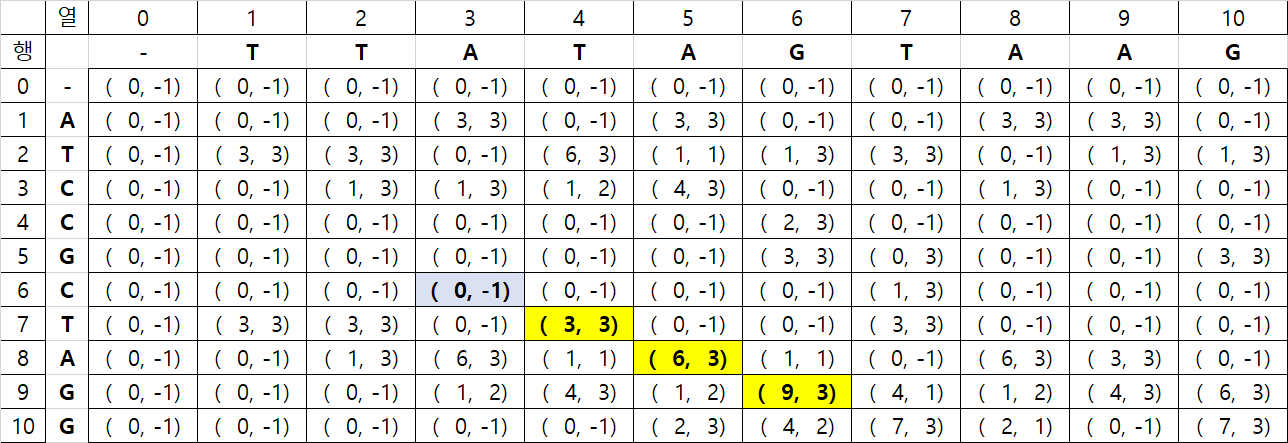 열 0 1 2 3 4 5 6 7 8 9 10
행 - T T A T A G T A A G
0 - ( 0, -1) ( 0, -1) ( 0, -1) ( 0, -1) ( 0, -1) ( 0, -1) ( 0, -1) ( 0, -1) ( 0, -1) ( 0, -1) ( 0, -1)
1 A ( 0, -1) ( 0, -1) ( 0, -1) ( 3, 3) ( 0, -1) ( 3, 3) ( 0, -1) ( 0, -1) ( 3, 3) ( 3, 3) ( 0, -1)
2 T ( 0, -1) ( 3, 3) ( 3, 3) ( 0, -1) ( 6, 3) ( 1, 1) ( 1, 3) ( 3, 3) ( 0, -1) ( 1, 3) ( 1, 3)
3 C ( 0, -1) ( 0, -1) ( 1, 3) ( 1, 3) ( 1, 2) ( 4, 3) ( 0, -1) ( 0, -1) ( 1, 3) ( 0, -1) ( 0, -1)
4 C ( 0, -1) ( 0, -1) ( 0, -1) ( 0, -1) ( 0, -1) ( 0, -1) ( 2, 3) ( 0, -1) ( 0, -1) ( 0, -1) ( 0, -1)
5 G ( 0, -1) ( 0, -1) ( 0, -1) ( 0, -1) ( 0, -1) ( 0, -1) ( 3, 3) ( 0, 3) ( 0, -1) ( 0, -1) ( 3, 3)
6 C ( 0, -1) ( 0, -1) ( 0, -1) ( 0, -1) ( 0, -1) ( 0, -1) ( 0, -1) ( 1, 3) ( 0, -1) ( 0, -1) ( 0, -1)
7 T ( 0, -1) ( 3, 3) ( 3, 3) ( 0, -1) ( 3, 3) ( 0, -1) ( 0, -1) ( 3, 3) ( 0, -1) ( 0, -1) ( 0, -1)
8 A ( 0, -1) ( 0, -1) ( 1, 3) ( 6, 3) ( 1, 1) ( 6, 3) ( 1, 1) ( 0, -1) ( 6, 3) ( 3, 3) ( 0, -1)
9 G ( 0, -1) ( 0, -1) ( 0, -1) ( 1, 2) ( 4, 3) ( 1, 2) ( 9, 3) ( 4, 1) ( 1, 2) ( 4, 3) ( 6, 3)
10 G ( 0, -1) ( 0, -1) ( 0, -1) ( 0, -1) ( 0, -1) ( 2, 3) ( 4, 2) ( 7, 3) ( 2, 1) ( 0, -1) ( 7, 3)